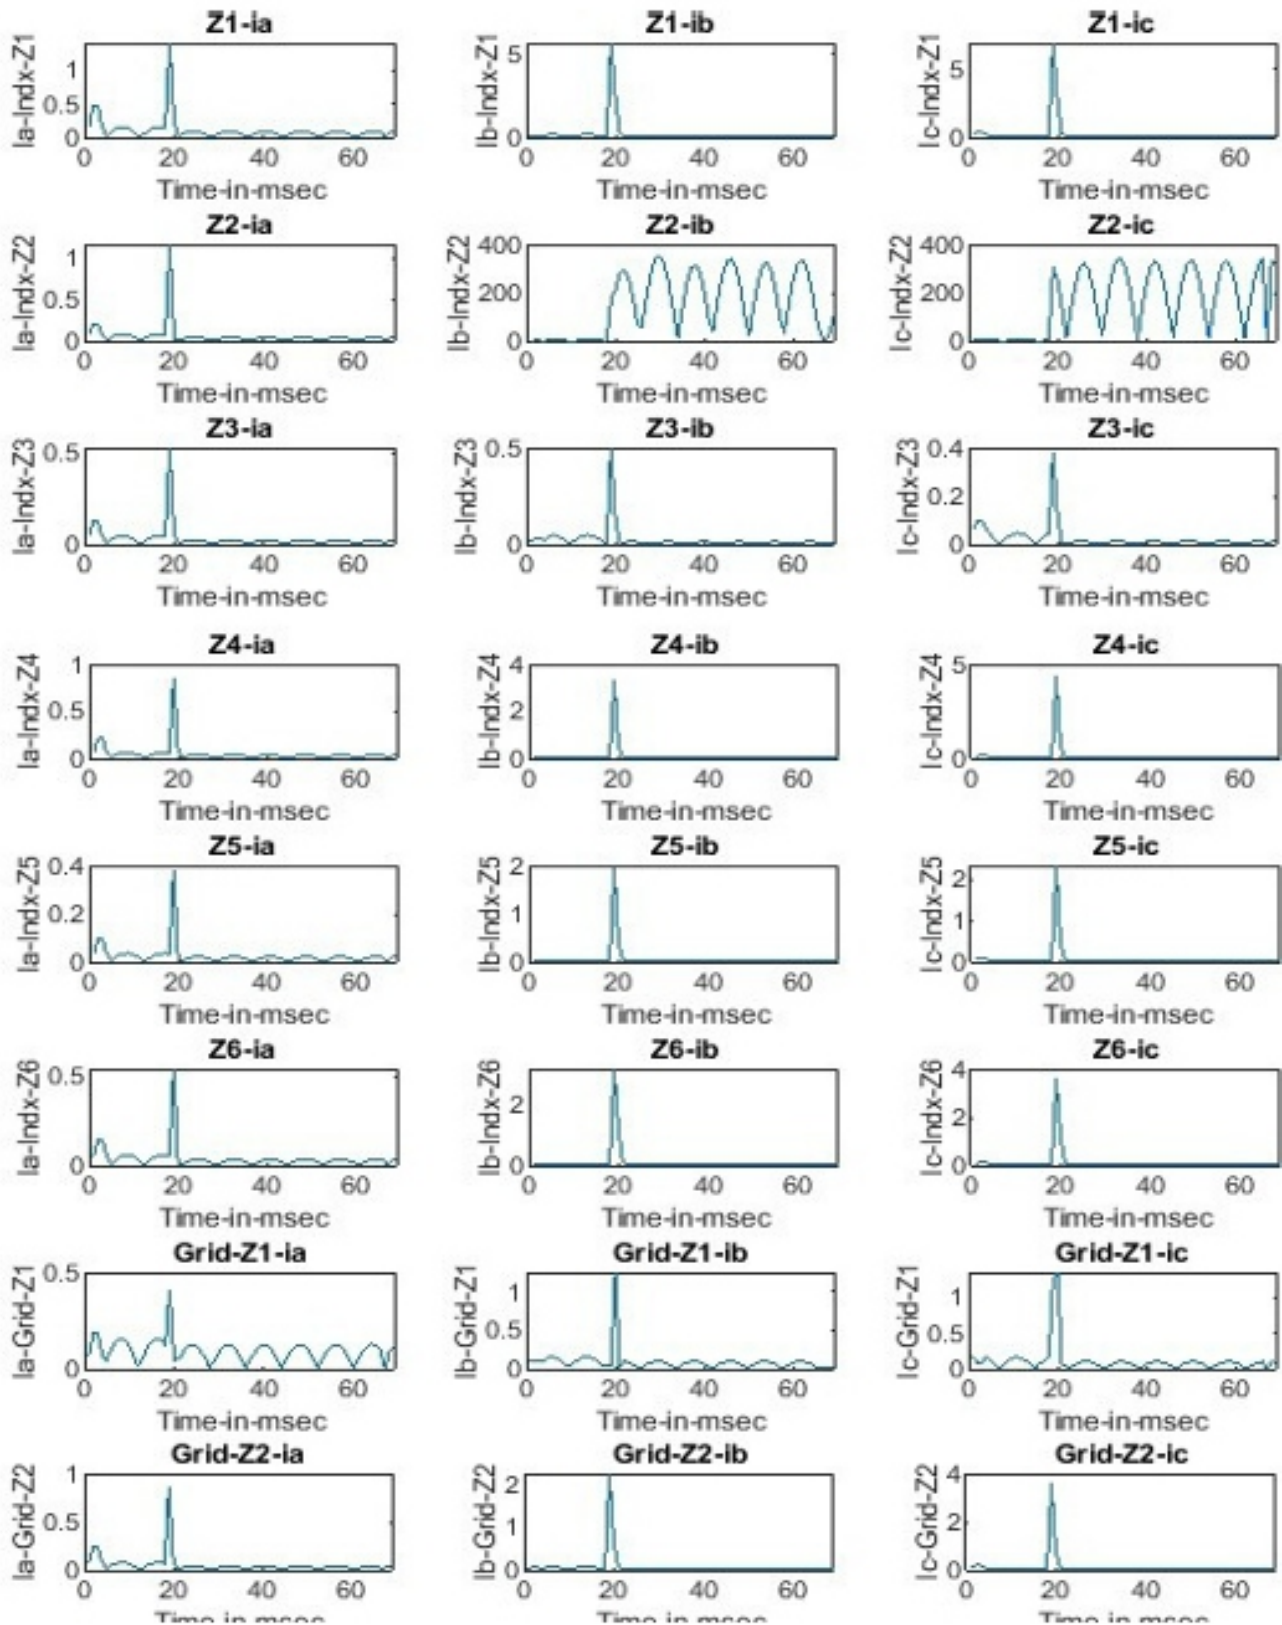 Z1-ia Z1-ib Z1-ic
Ia-Indx-Z1 Ib-Indx-Z1 Ic-Indx-Z1
1 5 5
0.5
0 0 0
0 20 40 60 0 20 40 60 0 20 40 60
Time-in-msec Time-in-msec Time-in-msec
Z2-ia Z2-ib Z2-ic
Ia-Indx-Z2 Ib-Indx-Z2 Ic-Indx-Z2
1 400 400
0.5 200 200
0 0 0
0 20 40 60 0 20 40 60 0 20 40 60
Time-in-msec Time-in-msec Time-in-msec
Z3-ia Z3-ib Z3-ic
Ia-Indx-Z3 Ib-Indx-Z3 Ic-Indx-Z3
0.5 0.5 0.4
0.2
0 0 0
0 20 40 60 0 20 40 60 0 20 40 60
Time-in-msec Time-in-msec Time-in-msec
Z4-ia Z4-ib Z4-ic
Ia-Indx-Z4 Ib-Indx-Z4 Ic-Indx-Z4
1 4 5
0.5 2
0 0 0
0 20 40 60 0 20 40 60 0 20 40 60
Time-in-msec Time-in-msec Time-in-msec
Z5-ia Z5-ib Z5-ic
Ia-Indx-Z5 Ib-Indx-Z5 Ic-Indx-Z5
0.4 2 2
0.2 1 1
0 0 0
0 20 40 60 0 20 40 60 0 20 40 60
Time-in-msec Time-in-msec Time-in-msec
Z6-ia Z6-ib Z6-ic
Ia-Indx-Z6 Ib-Indx-Z6 Ic-Indx-Z6
0.5 2 4
2
0 0 0
0 20 40 60 0 20 40 60 0 20 40 60
Time-in-msec Time-in-msec Time-in-msec
Grid-Z1-ia Grid-Z1-ib Grid-Z1-ic
Ia-Grid-Z1 Ib-Grid-Z1 Ic-Grid-Z1
0.5 1 1
0.5 0.5
0 0 0
0 20 40 60 0 20 40 60 0 20 40 60
Time-in-msec Time-in-msec Time-in-msec
Grid-Z2-ia Grid-Z2-ib Grid-Z2-ic
Ia-Grid-Z2 Ib-Grid-Z2 Ic-Grid-Z2
1 2 4
0.5 1 2
0 0 0
0 20 40 60 0 20 40 60 0 20 40 60
Time-in-msec Time-in-msec Time-in-msec